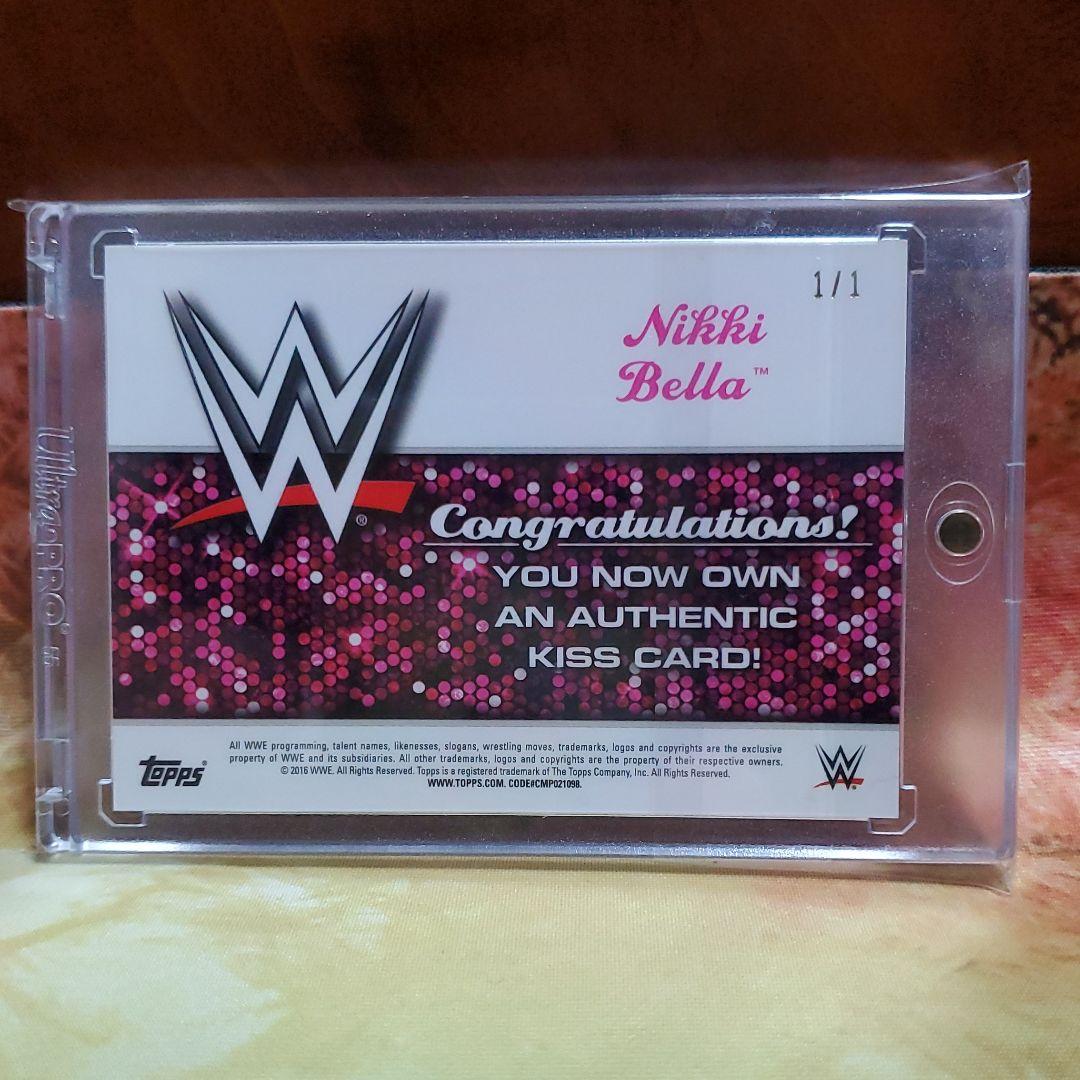 1/1
Nikki
Bella™
W
®
Congratulations!
YOU NOW OWN
AN AUTHENTIC
KISS CARD!
All WWE programming, talent names, likenesses, slogans, wrestling moves, trademarks, logos and copyrights are the exclusive
property of WWE and its subsidiaries. All other trademarks, logos and copyrights are the property of their respective owners.
© 2016 WWE. All Rights Reserved. Topps is a registered trademark of The Topps Company, Inc. All Rights Reserved.
WWW.TOPPS.COM. CODE#CMP021098.
Topps®
W®
Ultra·PRO®